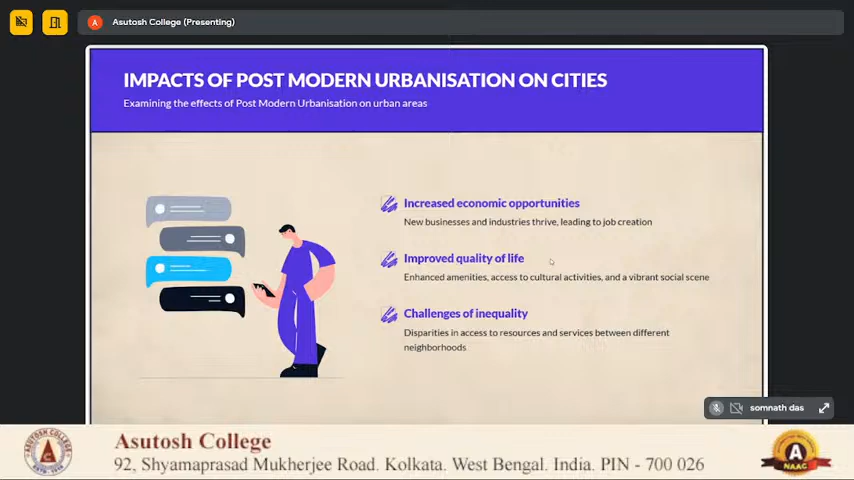 A
Asutosh College (Presenting)
IMPACTS OF POST MODERN URBANISATION ON CITIES
Examining the effects of Post Modern Urbanisation on urban areas
Increased economic opportunities
New businesses and industries thrive, leading to job creation
Improved quality of life
Enhanced amenities, access to cultural activities, and a vibrant social scene
Challenges of inequality
Disparities in access to resources and services between different
neighborhoods
somnath das
Asutosh College
92, Shyamaprasad Mukherjee Road, Kolkata, West Bengal, India, PIN - 700 026
A
NAAC